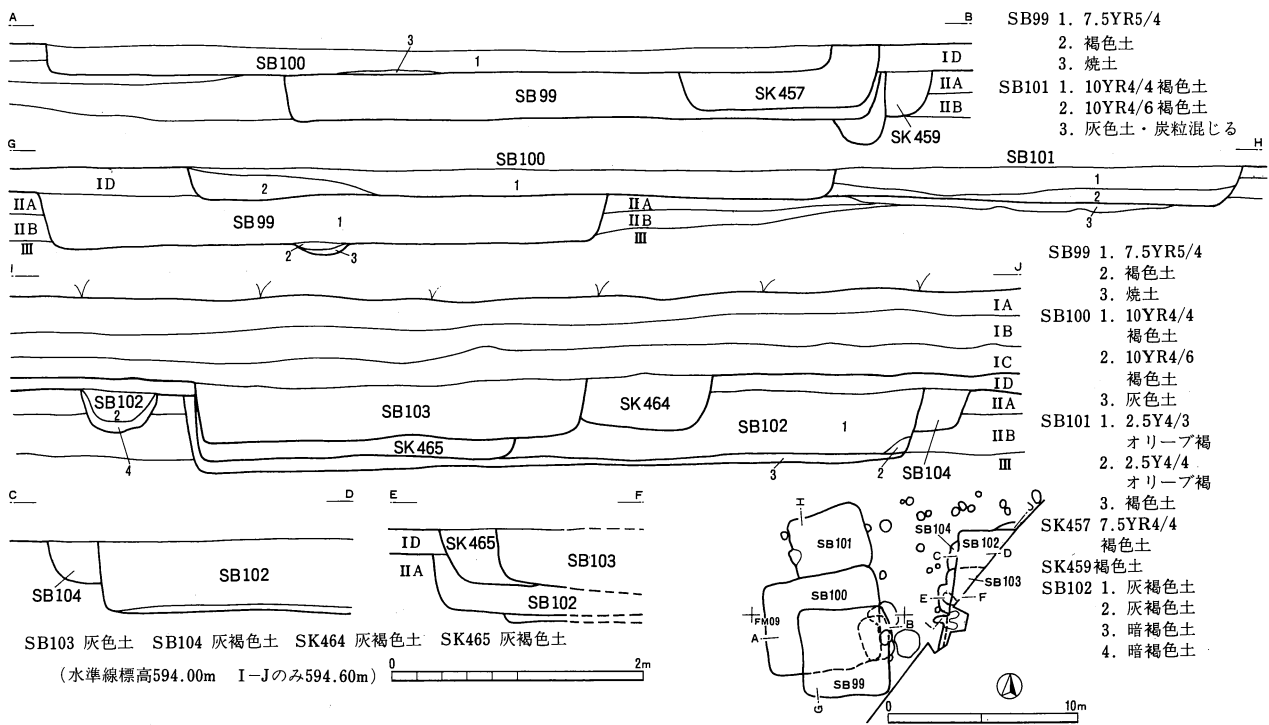 A
B
3
SB100
1
ID
SB99
SK457
IIA
IIB
SK459
SB99 1. 7.5YR5/4
2. 褐色土
3. 焼土
SB101 1. 10YR4/4 褐色土
2. 10YR4/6 褐色土
3. 灰色土・炭粒混じる
G
H
SB100
SB101
ID
2
1
1
2
IIA
IIB
III
SB99 1
IIA
IIB
III
3
2
3
I
J
IA
IB
IC
ID
SB102
2
SB103
SK464
IIA
SB102 1
IIB
SK465
4
3
2
SB104
III
SB99 1. 7.5YR5/4
2. 褐色土
3. 焼土
SB100 1. 10YR4/4
褐色土
2. 10YR4/6
褐色土
3. 灰色土
SB101 1. 2.5Y4/3
オリーブ褐
2. 2.5Y4/4
オリーブ褐
3. 褐色土
SK457 7.5YR4/4
褐色土
SK459褐色土
SB102 1. 灰褐色土
2. 灰褐色土
3. 暗褐色土
4. 暗褐色土
C
D
SB104
SB102
E
F
ID
SK465
SB103
IIA
SB102
H
SB101
SB104
SB102
J
C
D
SB103
E
F
SB100
FM09
A
B
I
SB99
G
SB103 灰色土 SB104 灰褐色土 SK464 灰褐色土 SK465 灰褐色土
(水準線標高594.00m I-Jのみ594.60m)
0
2m
0
10m